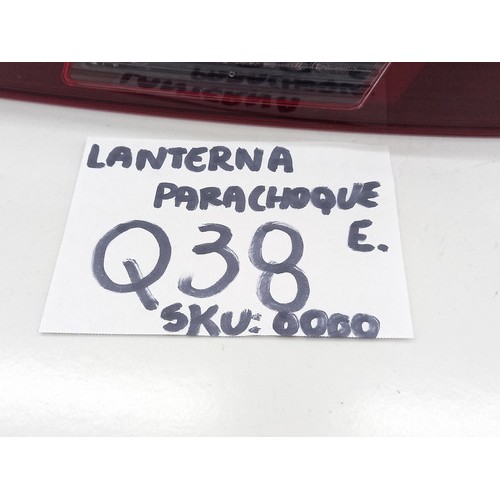 LANTERNA
PARACHOQUE
E.
Q38
SKU: 0000